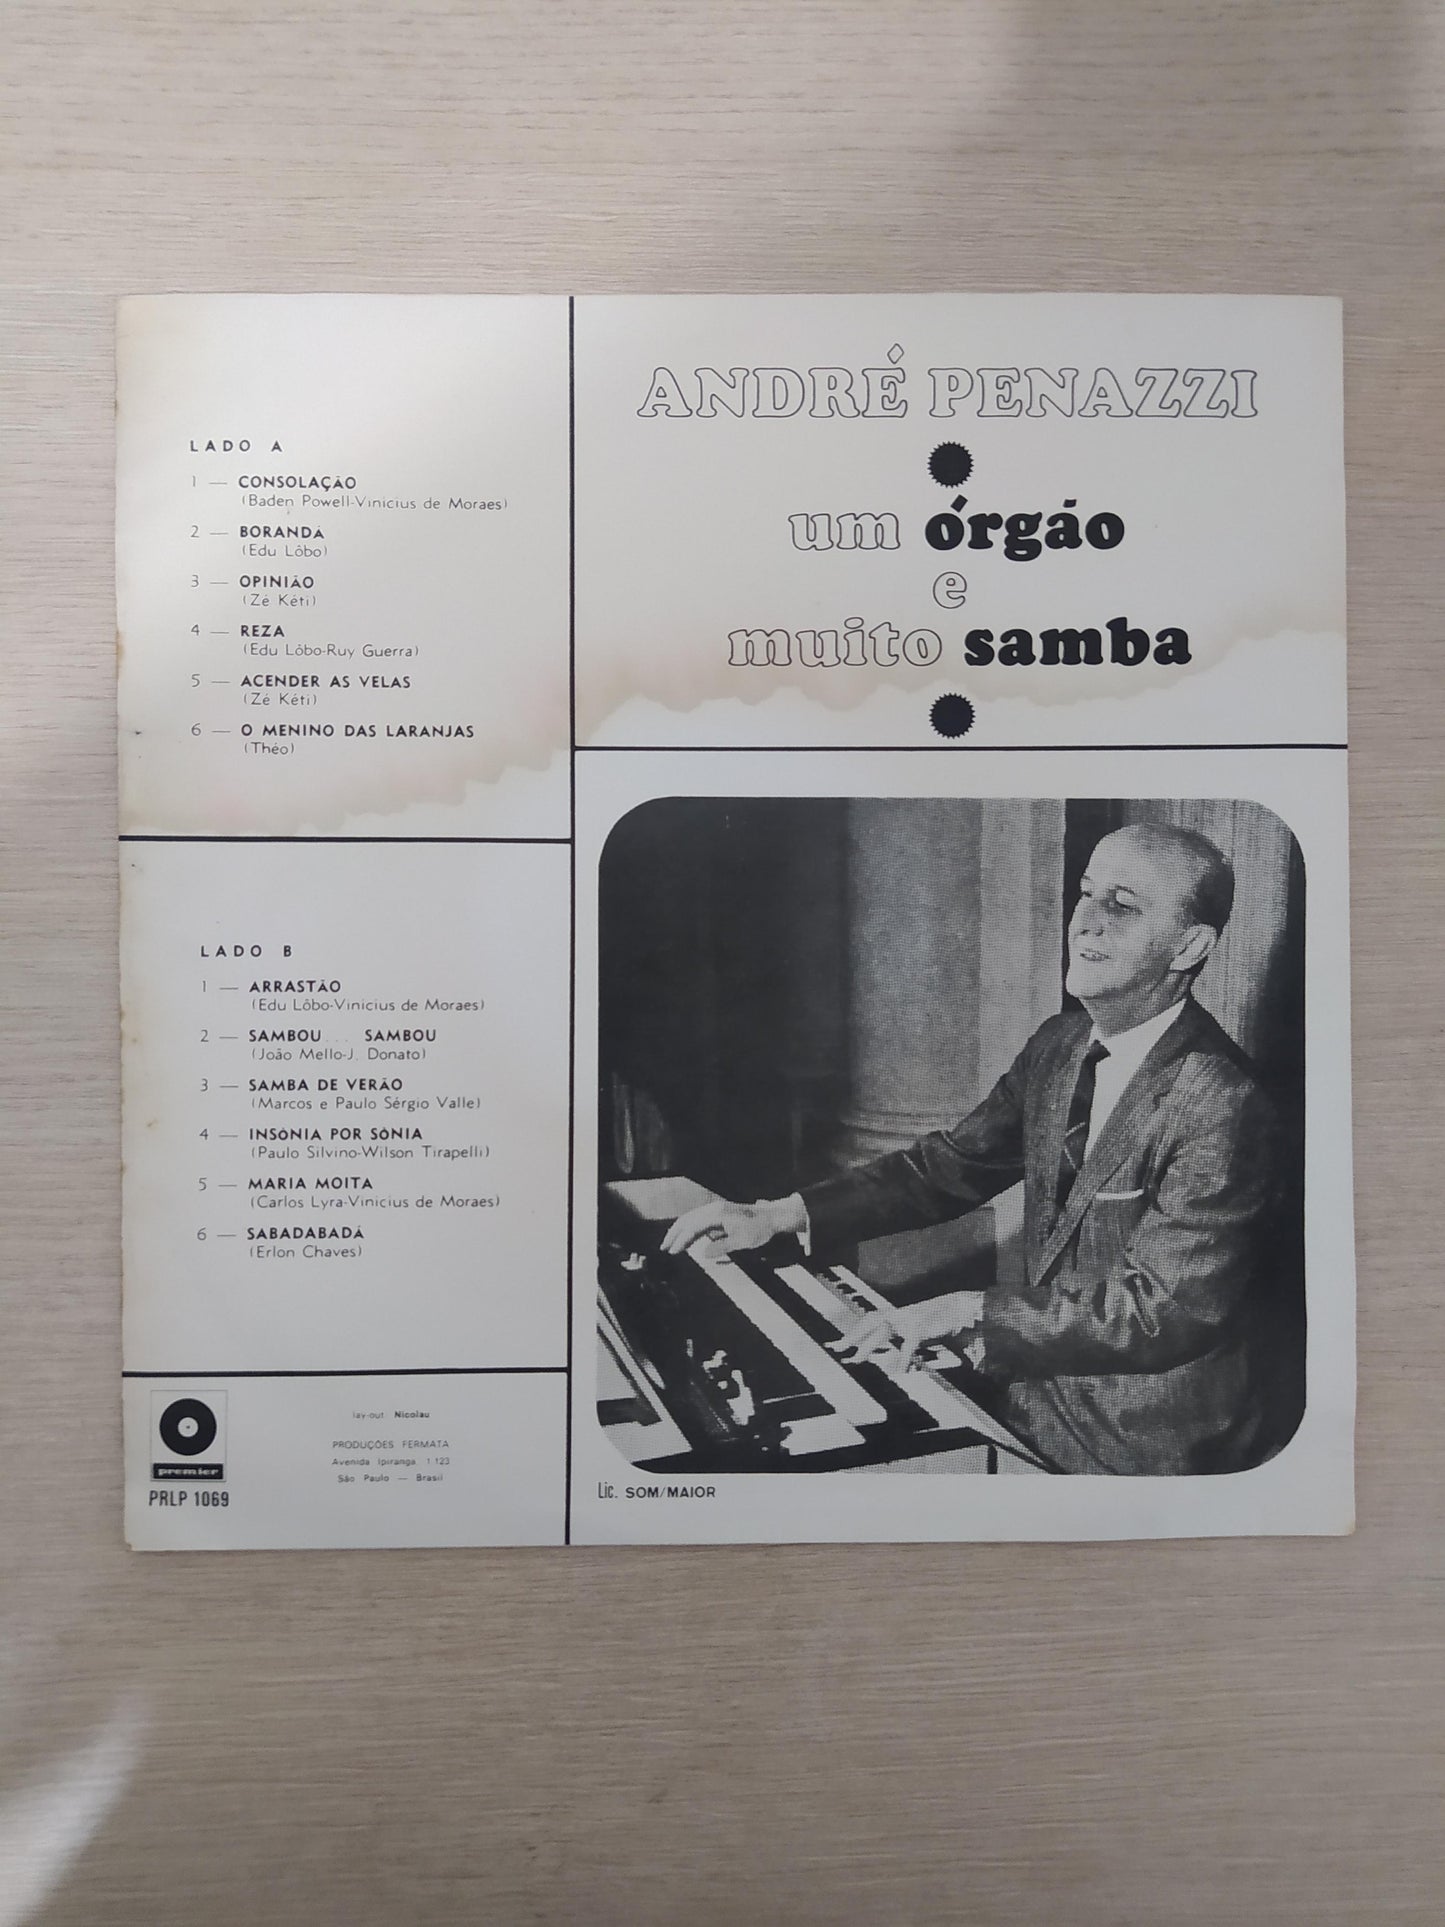 LADO A
1 — CONSOLAÇÃO
(Baden Powell-Vinicius de Moraes)
2 — BORANDÁ
(Edu Lôbo)
3 — OPINIÃO
(Zé Kéti)
4 — REZA
(Edu Lôbo-Ruy Guerra)
5 — ACENDER AS VELAS
(Zé Kéti)
6 — O MENINO DAS LARANJAS
(Théo)
LADO B
1 — ARRASTÃO
(Edu Lôbo-Vinicius de Moraes)
2 — SAMBOU... SAMBOU
(João Mello-J. Donato)
3 — SAMBA DE VERÃO
(Marcos e Paulo Sérgio Valle)
4 — INSÔNIA POR SÔNIA
(Paulo Silvino-Wilson Tirapelli)
5 — MARIA MOITA
(Carlos Lyra-Vinicius de Moraes)
6 — SABADABADÁ
(Erlon Chaves)
premier
PRLP 1069
lay-out: Nicolau
PRODUÇÕES FERMATA
Avenida Ipiranga, 1 123
São Paulo — Brasil
ANDRÉ PENAZZI
um órgão
e
muito samba
Lic. SOM/MAIOR